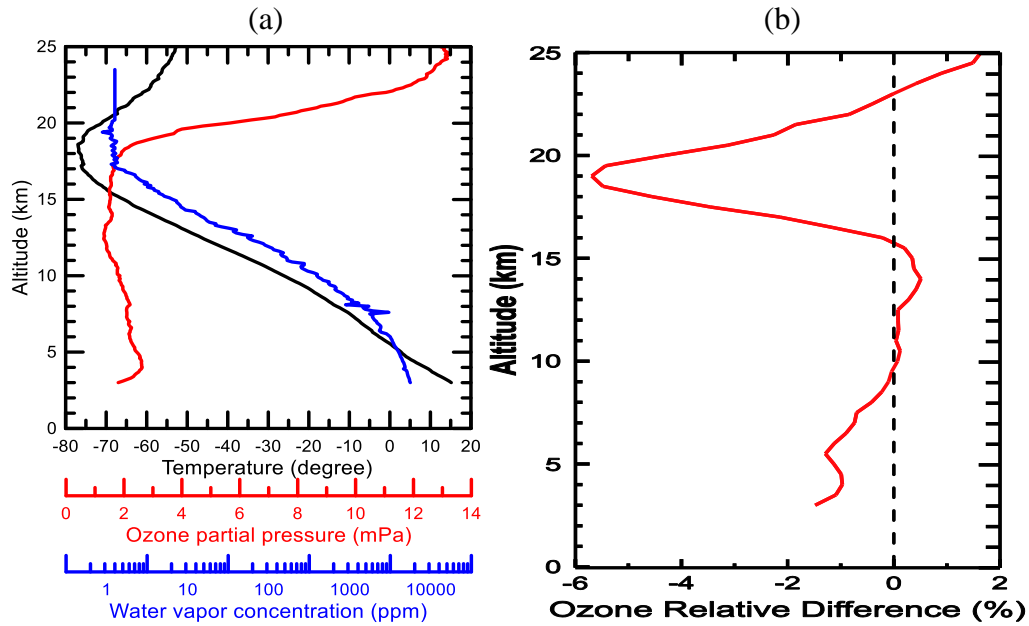 (a)
25
20
15
10
5
0
Altitude (km)
-80 -70 -60 -50 -40 -30 -20 -10 0 10 20
Temperature (degree)
0 2 4 6 8 10 12 14
Ozone partial pressure (mPa)
1 10 100 1000 10000
Water vapor concentration (ppm)
(b)
25
20
15
10
5
0
Altitude (km)
-6 -4 -2 0 2
Ozone Relative Difference (%)